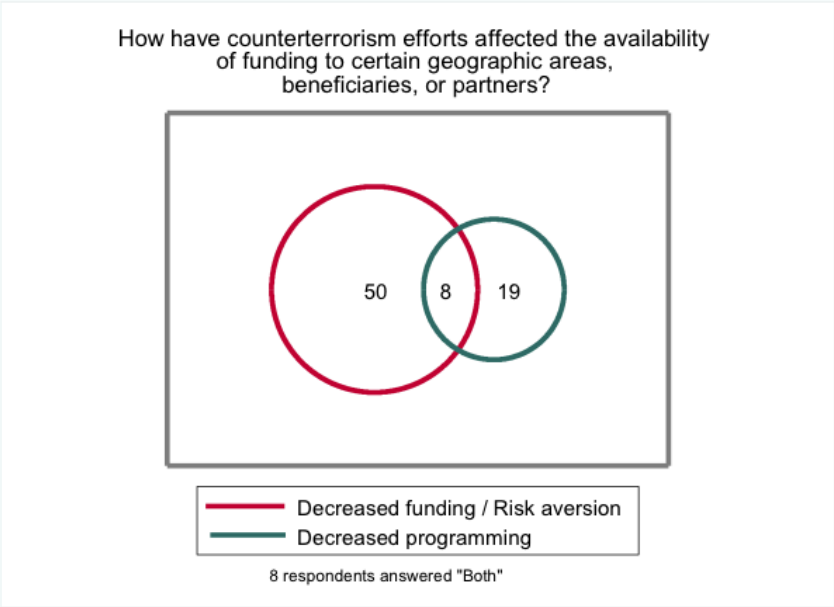 How have counterterrorism efforts affected the availability
of funding to certain geographic areas,
beneficiaries, or partners?
50 8 19
Decreased funding / Risk aversion
Decreased programming
8 respondents answered "Both"